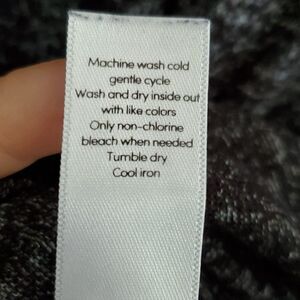 Machine wash cold
gentle cycle
Wash and dry inside out
with like colors
Only non-chlorine
bleach when needed
Tumble dry
Cool iron